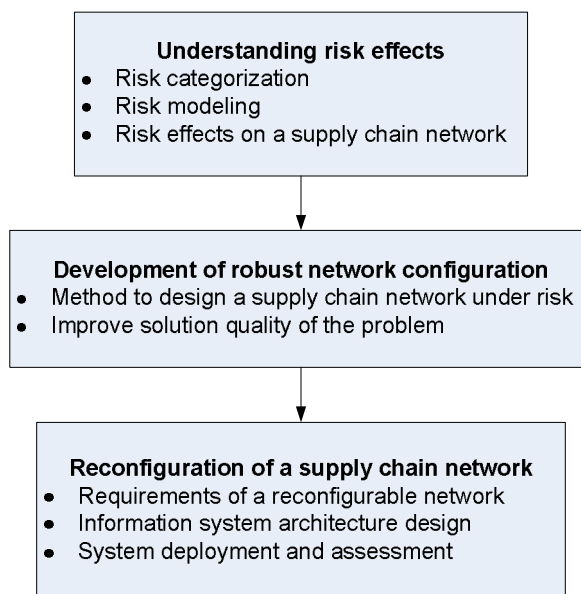 Understanding risk effects
• Risk categorization
• Risk modeling
• Risk effects on a supply chain network
Development of robust network configuration
• Method to design a supply chain network under risk
• Improve solution quality of the problem
Reconfiguration of a supply chain network
• Requirements of a reconfigurable network
• Information system architecture design
• System deployment and assessment